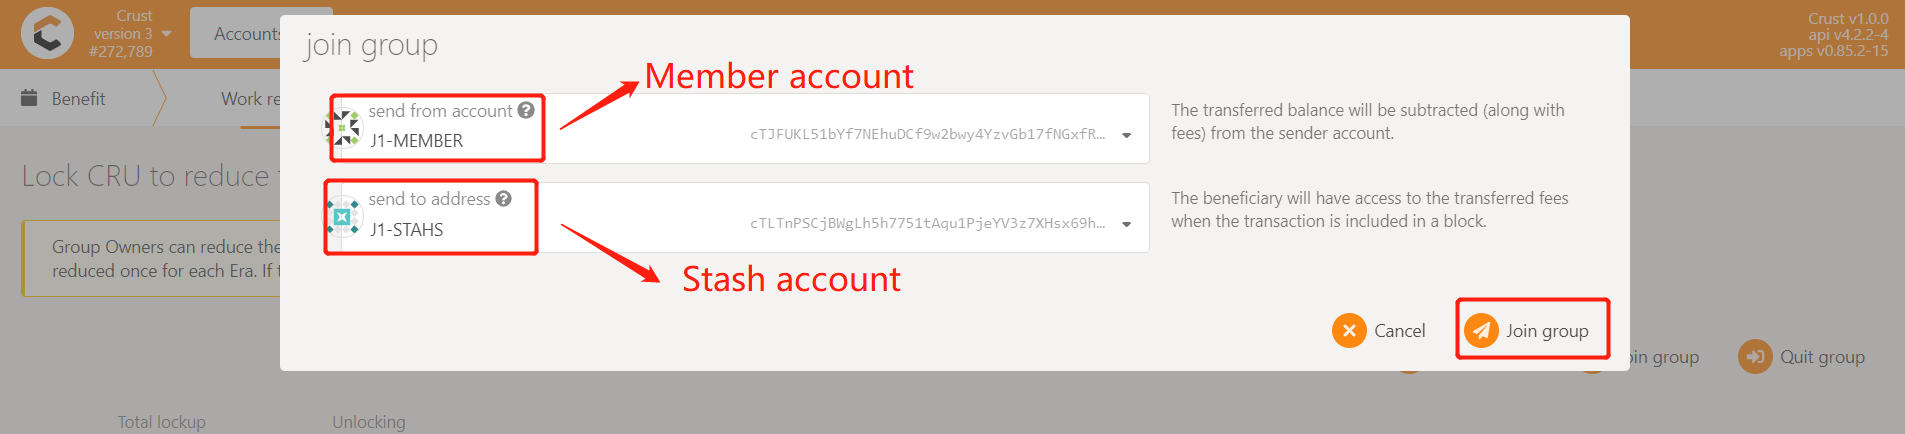 Crust
version 3
#272,789
Accounts
Crust v1.0.0
api v4.2.2-4
apps v0.85.2-15
join group
Member account
Benefit
Work re
send from account
J1-MEMBER
cTJFUKL51bYf7NEhuDCf9w2bwy4YzvGb17fNGxfR...
The transferred balance will be subtracted (along with
fees) from the sender account.
Lock CRU to reduce
send to address
J1-STAHS
cTLTnPSCjBWgLh5h7751tAqu1PjeYV3z7XHsx69h...
The beneficiary will have access to the transferred fees
when the transaction is included in a block.
Group Owners can reduce the
reduced once for each Era. If t
Stash account
Cancel
Join group
oin group
Quit group
Total lockup
Unlocking